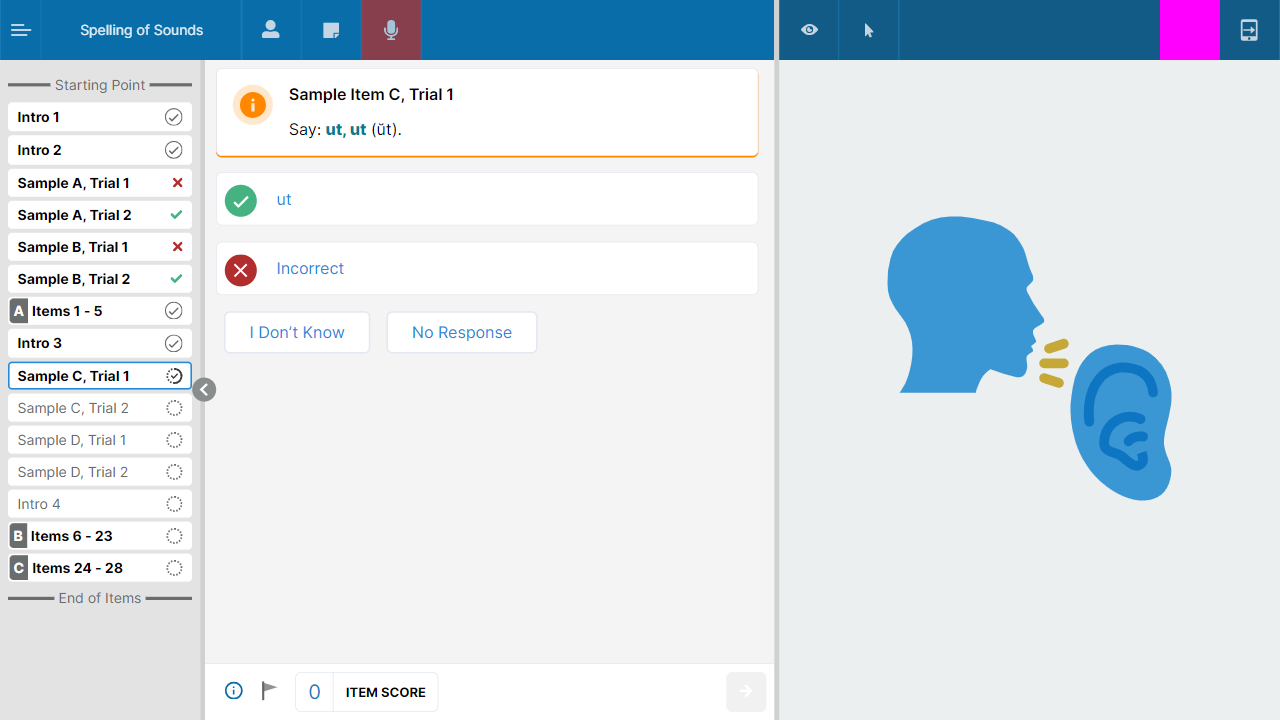 Spelling of Sounds
Starting Point
Intro 1
Intro 2
Sample A, Trial 1
Sample A, Trial 2
Sample B, Trial 1
Sample B, Trial 2
A Items 1 - 5
Intro 3
Sample C, Trial 1
Sample C, Trial 2
Sample D, Trial 1
Sample D, Trial 2
Intro 4
B Items 6 - 23
C Items 24 - 28
End of Items
Sample Item C, Trial 1
Say: ut, ut (ŭt).
ut
Incorrect
I Don’t Know
No Response
0 ITEM SCORE